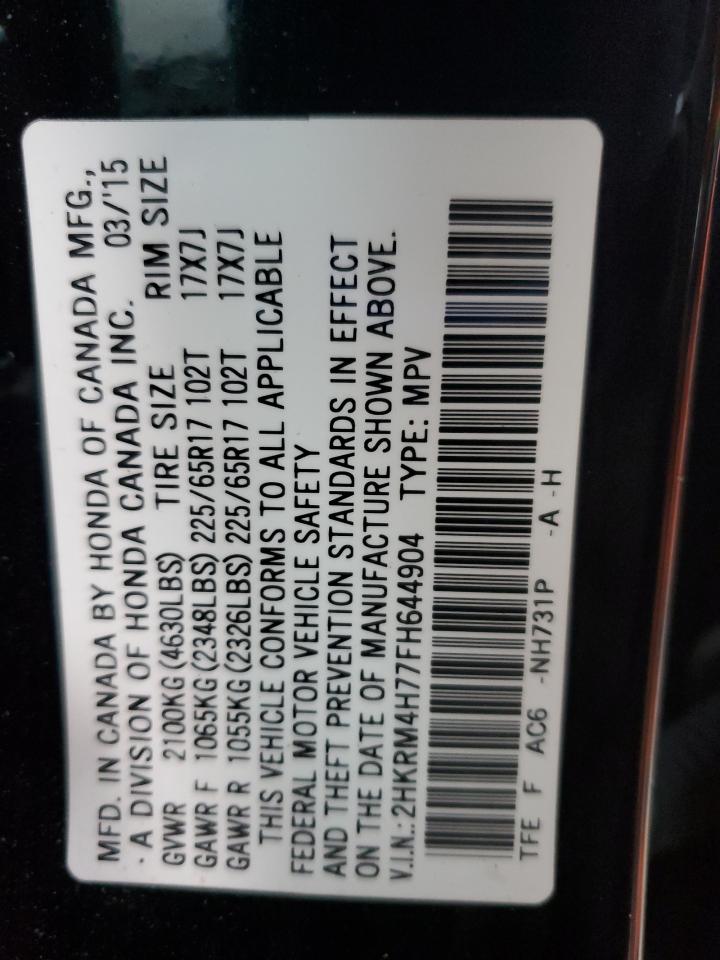 MFD. IN CANADA BY HONDA OF CANADA MFG.,
· A DIVISION OF HONDA CANADA INC. 03/'15
GVWR 2100KG (4630LBS) TIRE SIZE RIM SIZE
GAWR F 1065KG (2348LBS) 225/65R17 102T 17X7J
GAWR R 1055KG (2326LBS) 225/65R17 102T 17X7J
THIS VEHICLE CONFORMS TO ALL APPLICABLE
FEDERAL MOTOR VEHICLE SAFETY
AND THEFT PREVENTION STANDARDS IN EFFECT
ON THE DATE OF MANUFACTURE SHOWN ABOVE.
V.I.N.: 2HKRM4H77FH644904 TYPE: MPV
TFE F AC6 -NH731P -A -H